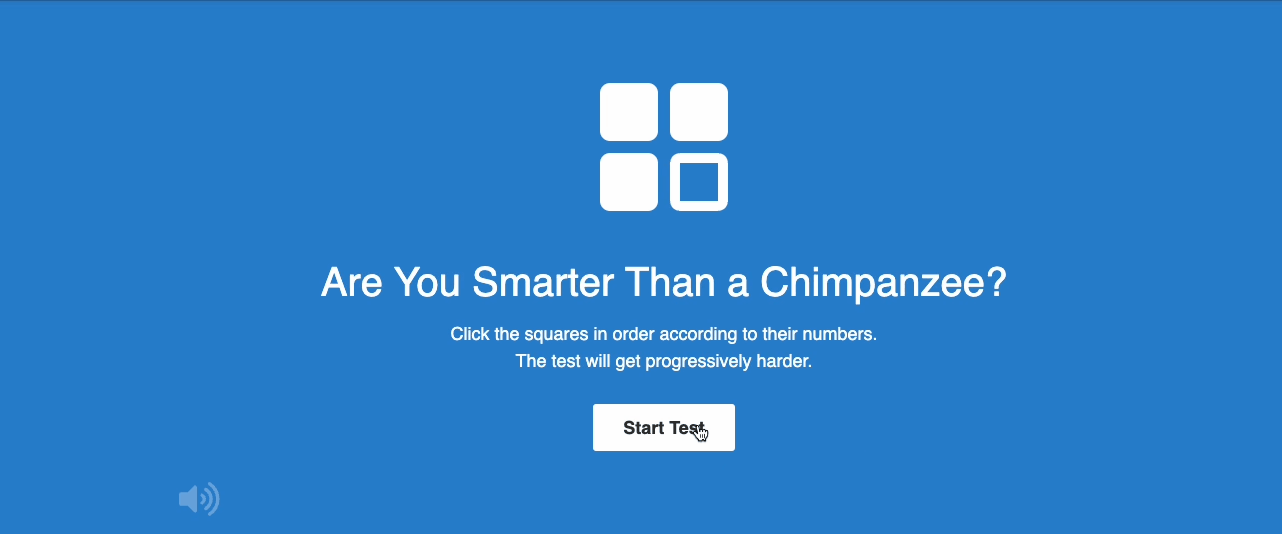 Are You Smarter Than a Chimpanzee?
Click the squares in order according to their numbers.
The test will get progressively harder.
Start Test